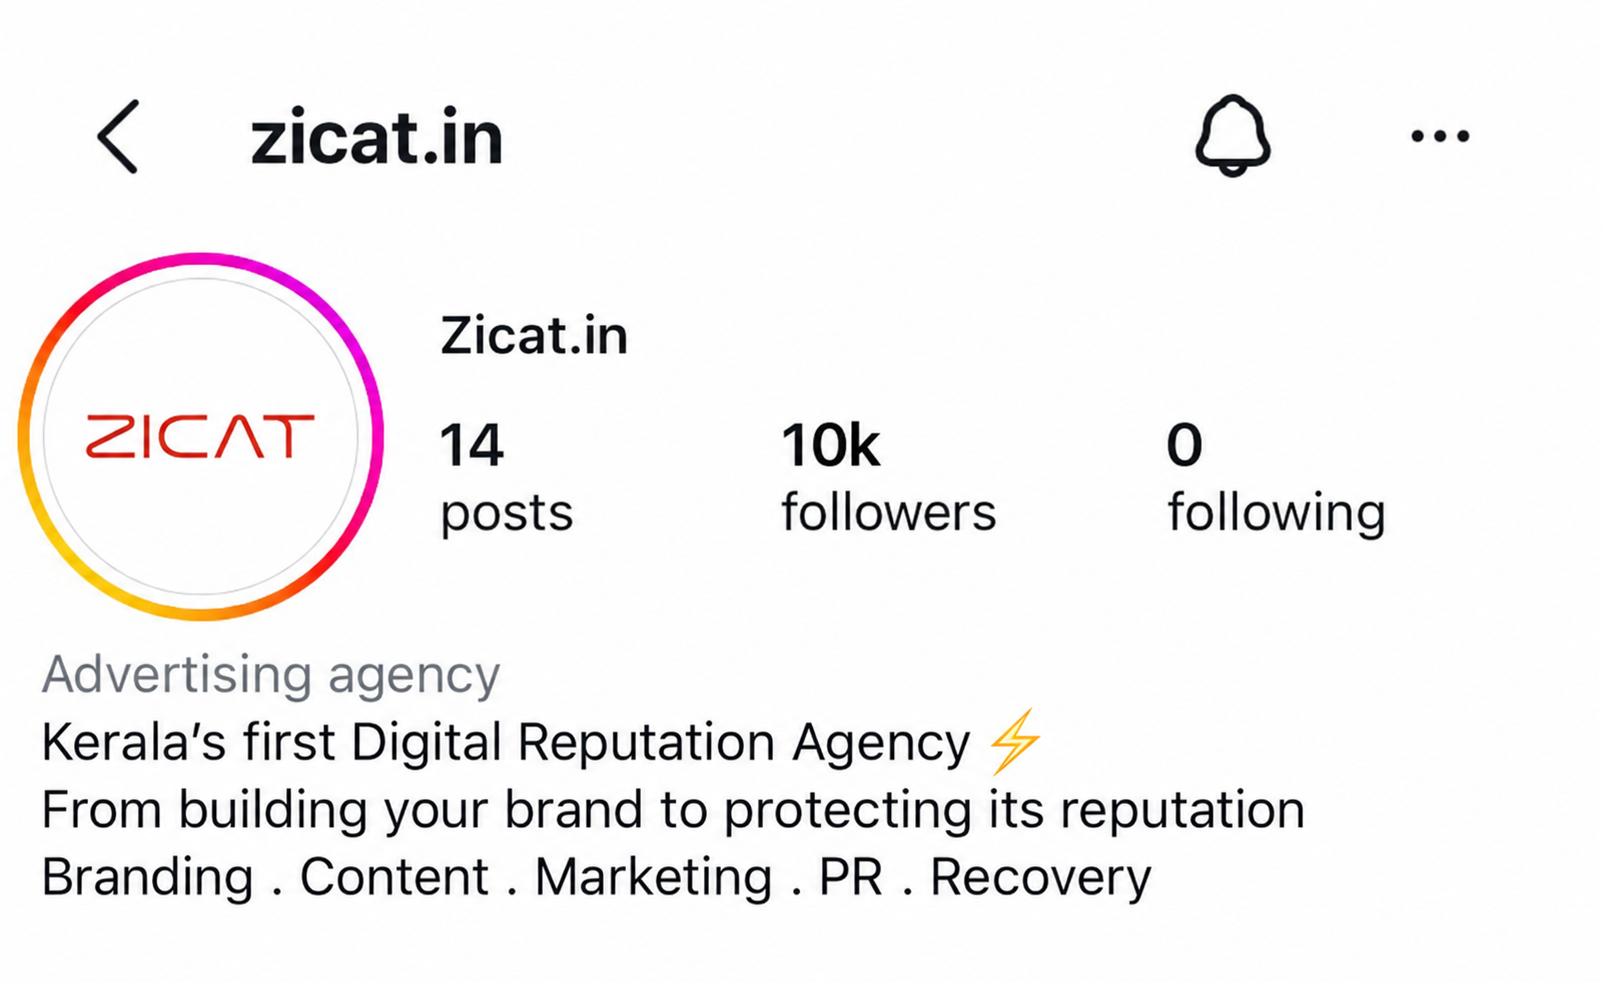 zicat.in
ZICAT
Zicat.in
14 10k 0
posts followers following
Advertising agency
Kerala’s first Digital Reputation Agency ⚡
From building your brand to protecting its reputation
Branding . Content . Marketing . PR . Recovery